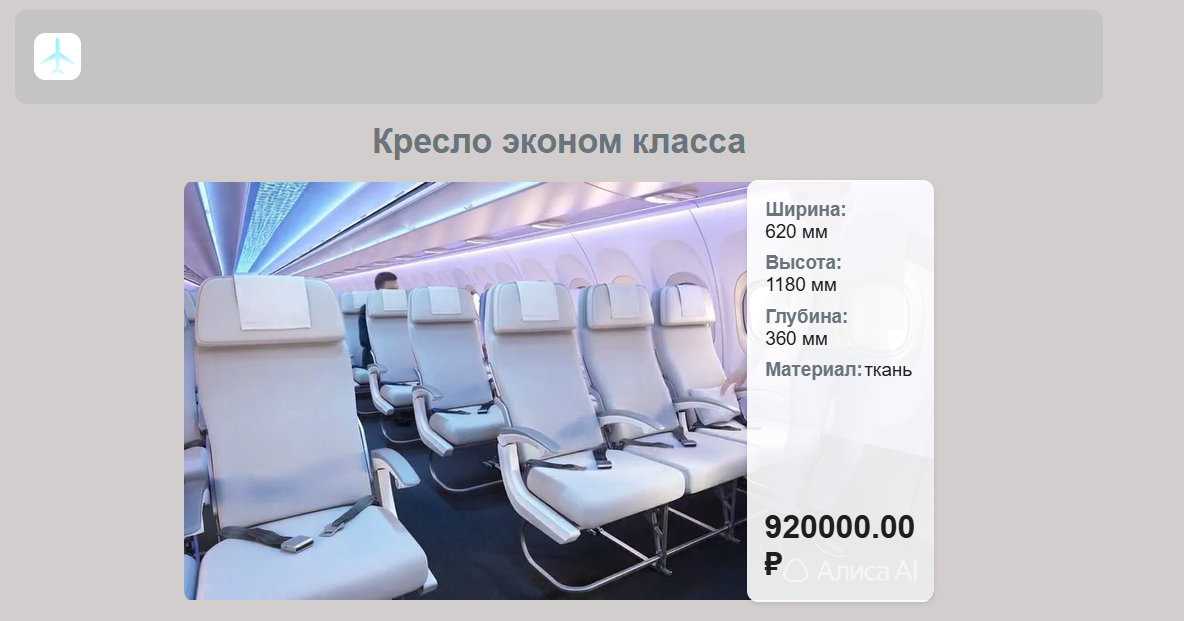 Кресло эконом класса
Ширина:
620 мм
Высота:
1180 мм
Глубина:
360 мм
Материал: ткань
920000.00
₽
Алиса AI